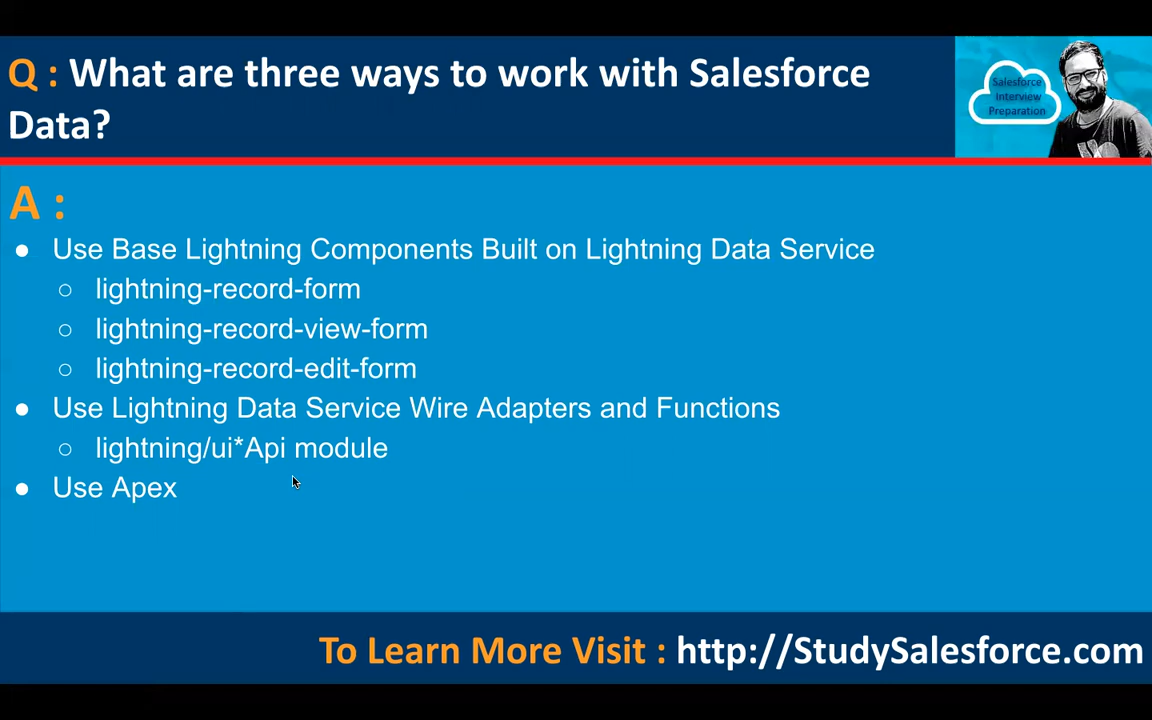 Q : What are three ways to work with Salesforce
Data?
Salesforce
Interview
Preparation
A :
● Use Base Lightning Components Built on Lightning Data Service
○ lightning-record-form
○ lightning-record-view-form
○ lightning-record-edit-form
● Use Lightning Data Service Wire Adapters and Functions
○ lightning/ui*Api module
● Use Apex
To Learn More Visit : http://StudySalesforce.com